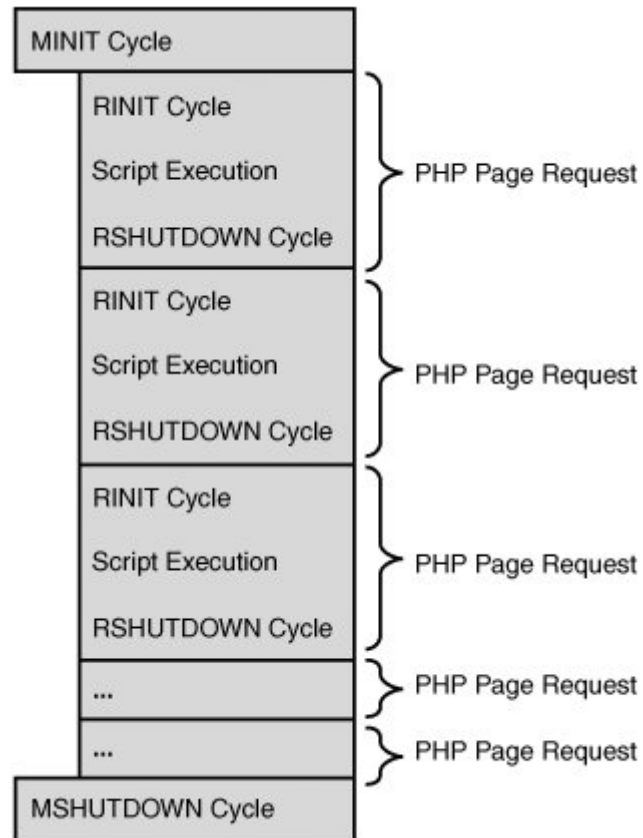 MINIT Cycle
RINIT Cycle
Script Execution
PHP Page Request
RSHUTDOWN Cycle
RINIT Cycle
Script Execution
PHP Page Request
RSHUTDOWN Cycle
RINIT Cycle
Script Execution
PHP Page Request
RSHUTDOWN Cycle
...
PHP Page Request
...
PHP Page Request
MSHUTDOWN Cycle